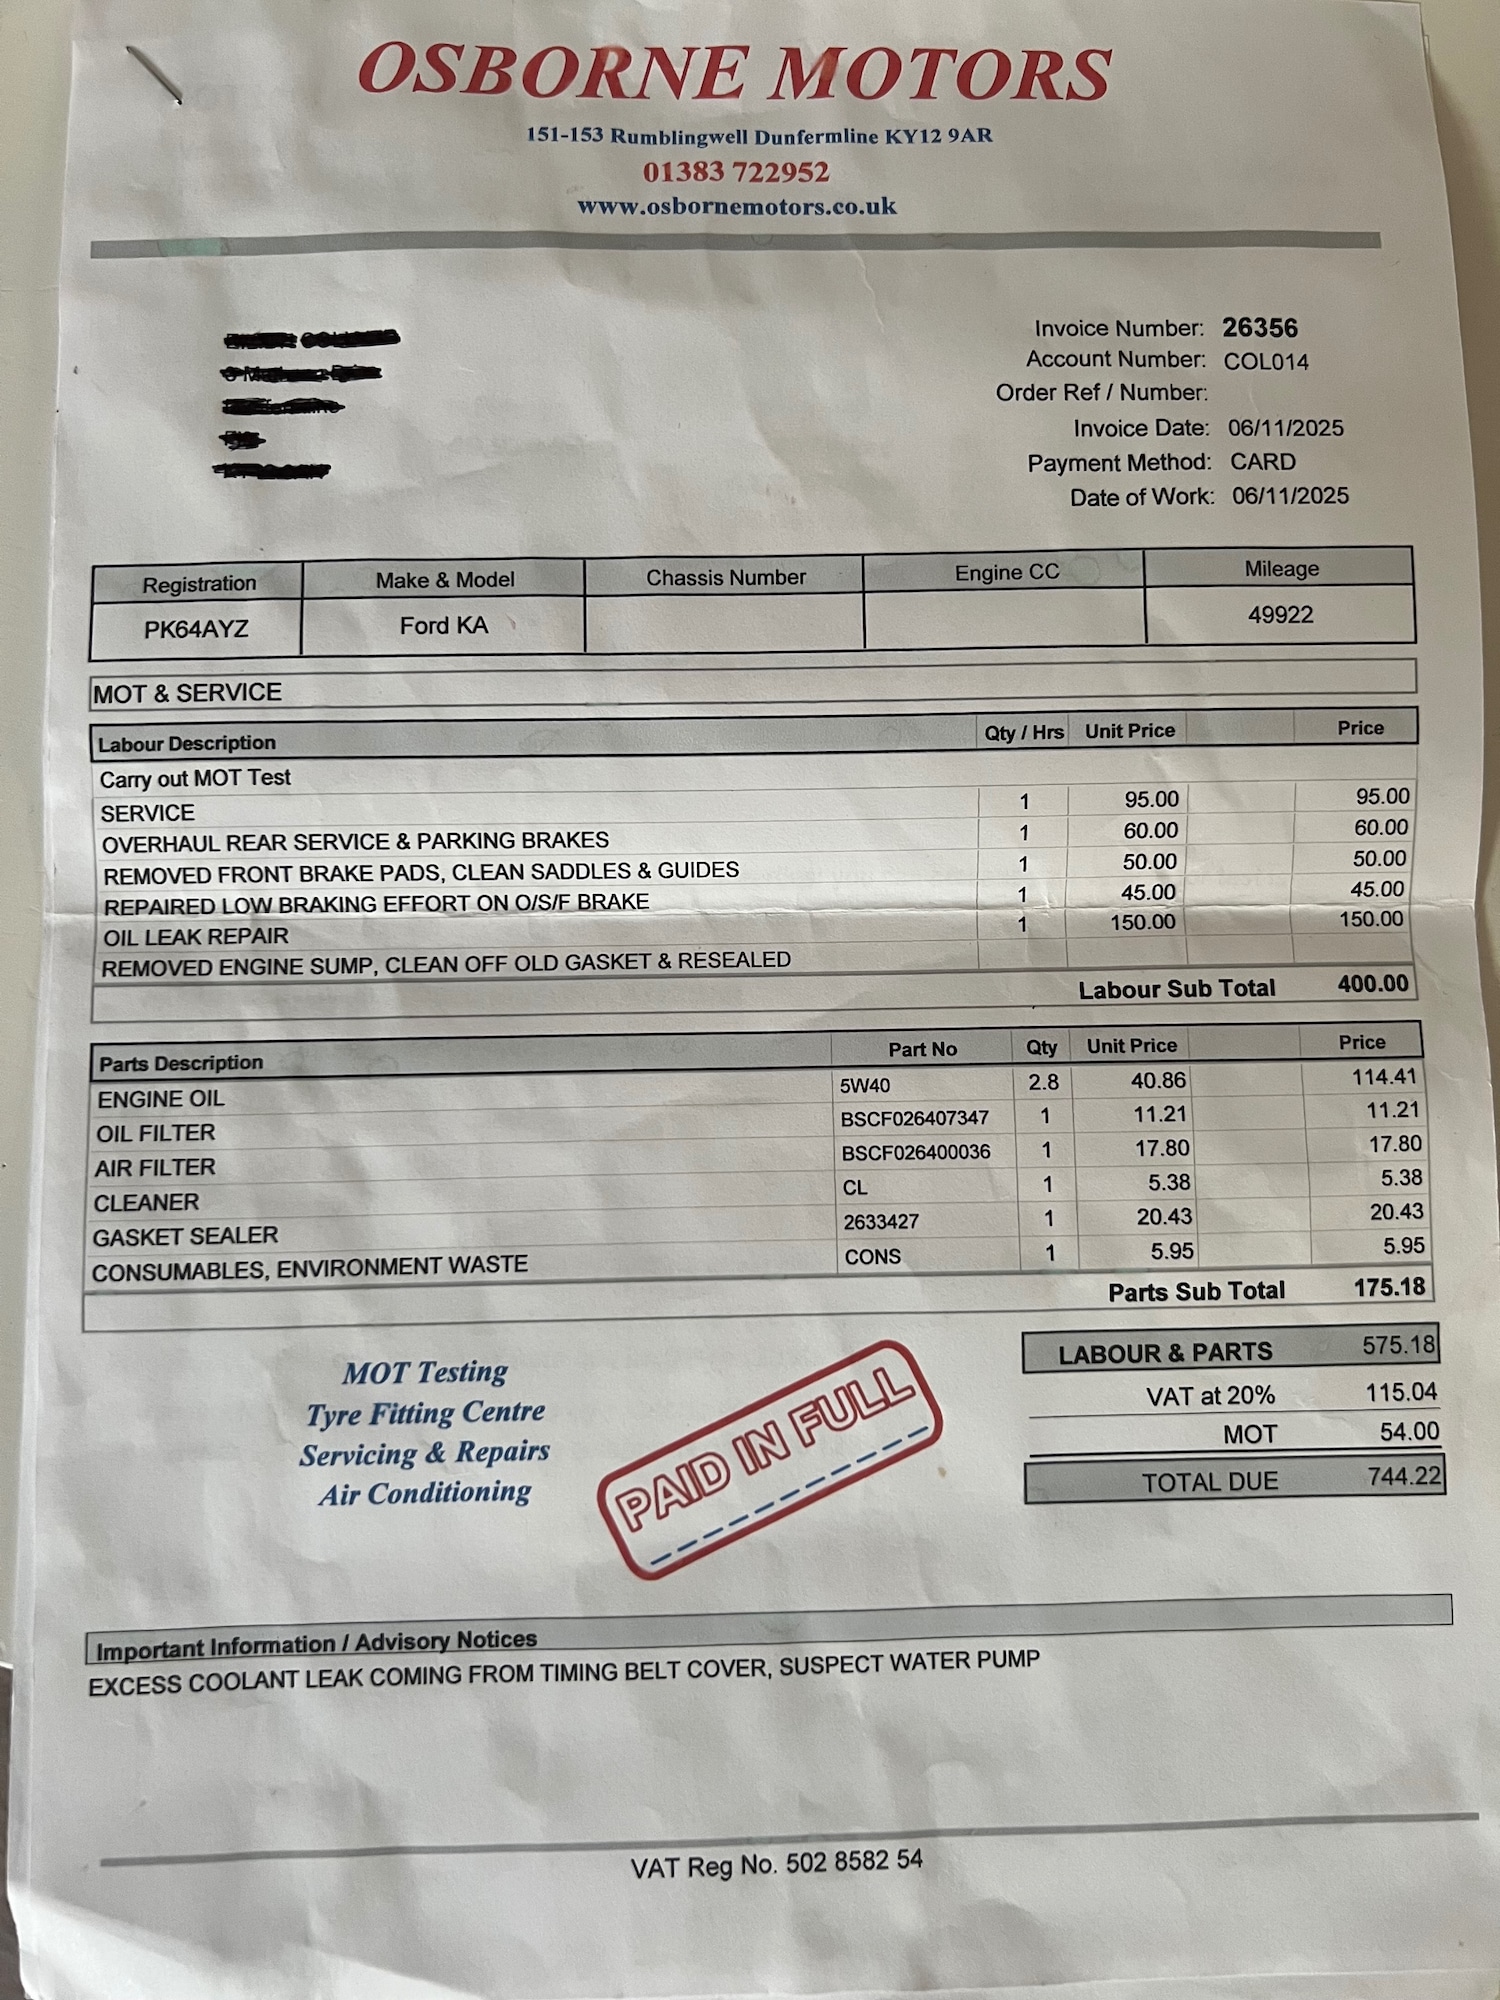 OSBORNE MOTORS
151-153 Rumblingwell Dunfermline KY12 9AR
01383 722952
www.osbornemotors.co.uk
Invoice Number: 26356
Account Number: COL014
Order Ref / Number:
Invoice Date: 06/11/2025
Payment Method: CARD
Date of Work: 06/11/2025
Registration Make & Model Chassis Number Engine CC Mileage
PK64AYZ Ford KA 49922
MOT & SERVICE
Labour Description Qty / Hrs Unit Price Price
Carry out MOT Test
SERVICE 1 95.00 95.00
OVERHAUL REAR SERVICE & PARKING BRAKES 1 60.00 60.00
REMOVED FRONT BRAKE PADS, CLEAN SADDLES & GUIDES 1 50.00 50.00
REPAIRED LOW BRAKING EFFORT ON O/S/F BRAKE 1 45.00 45.00
OIL LEAK REPAIR 1 150.00 150.00
REMOVED ENGINE SUMP, CLEAN OFF OLD GASKET & RESEALED
Labour Sub Total 400.00
Parts Description Part No Qty Unit Price Price
ENGINE OIL 5W40 2.8 40.86 114.41
OIL FILTER BSCF026407347 1 11.21 11.21
AIR FILTER BSCF026400036 1 17.80 17.80
CLEANER CL 1 5.38 5.38
GASKET SEALER 2633427 1 20.43 20.43
CONSUMABLES, ENVIRONMENT WASTE CONS 1 5.95 5.95
Parts Sub Total 175.18
LABOUR & PARTS 575.18
VAT at 20% 115.04
MOT 54.00
TOTAL DUE 744.22
MOT Testing
Tyre Fitting Centre
Servicing & Repairs
Air Conditioning
PAID IN FULL
Important Information / Advisory Notices
EXCESS COOLANT LEAK COMING FROM TIMING BELT COVER, SUSPECT WATER PUMP
VAT Reg No. 502 8582 54